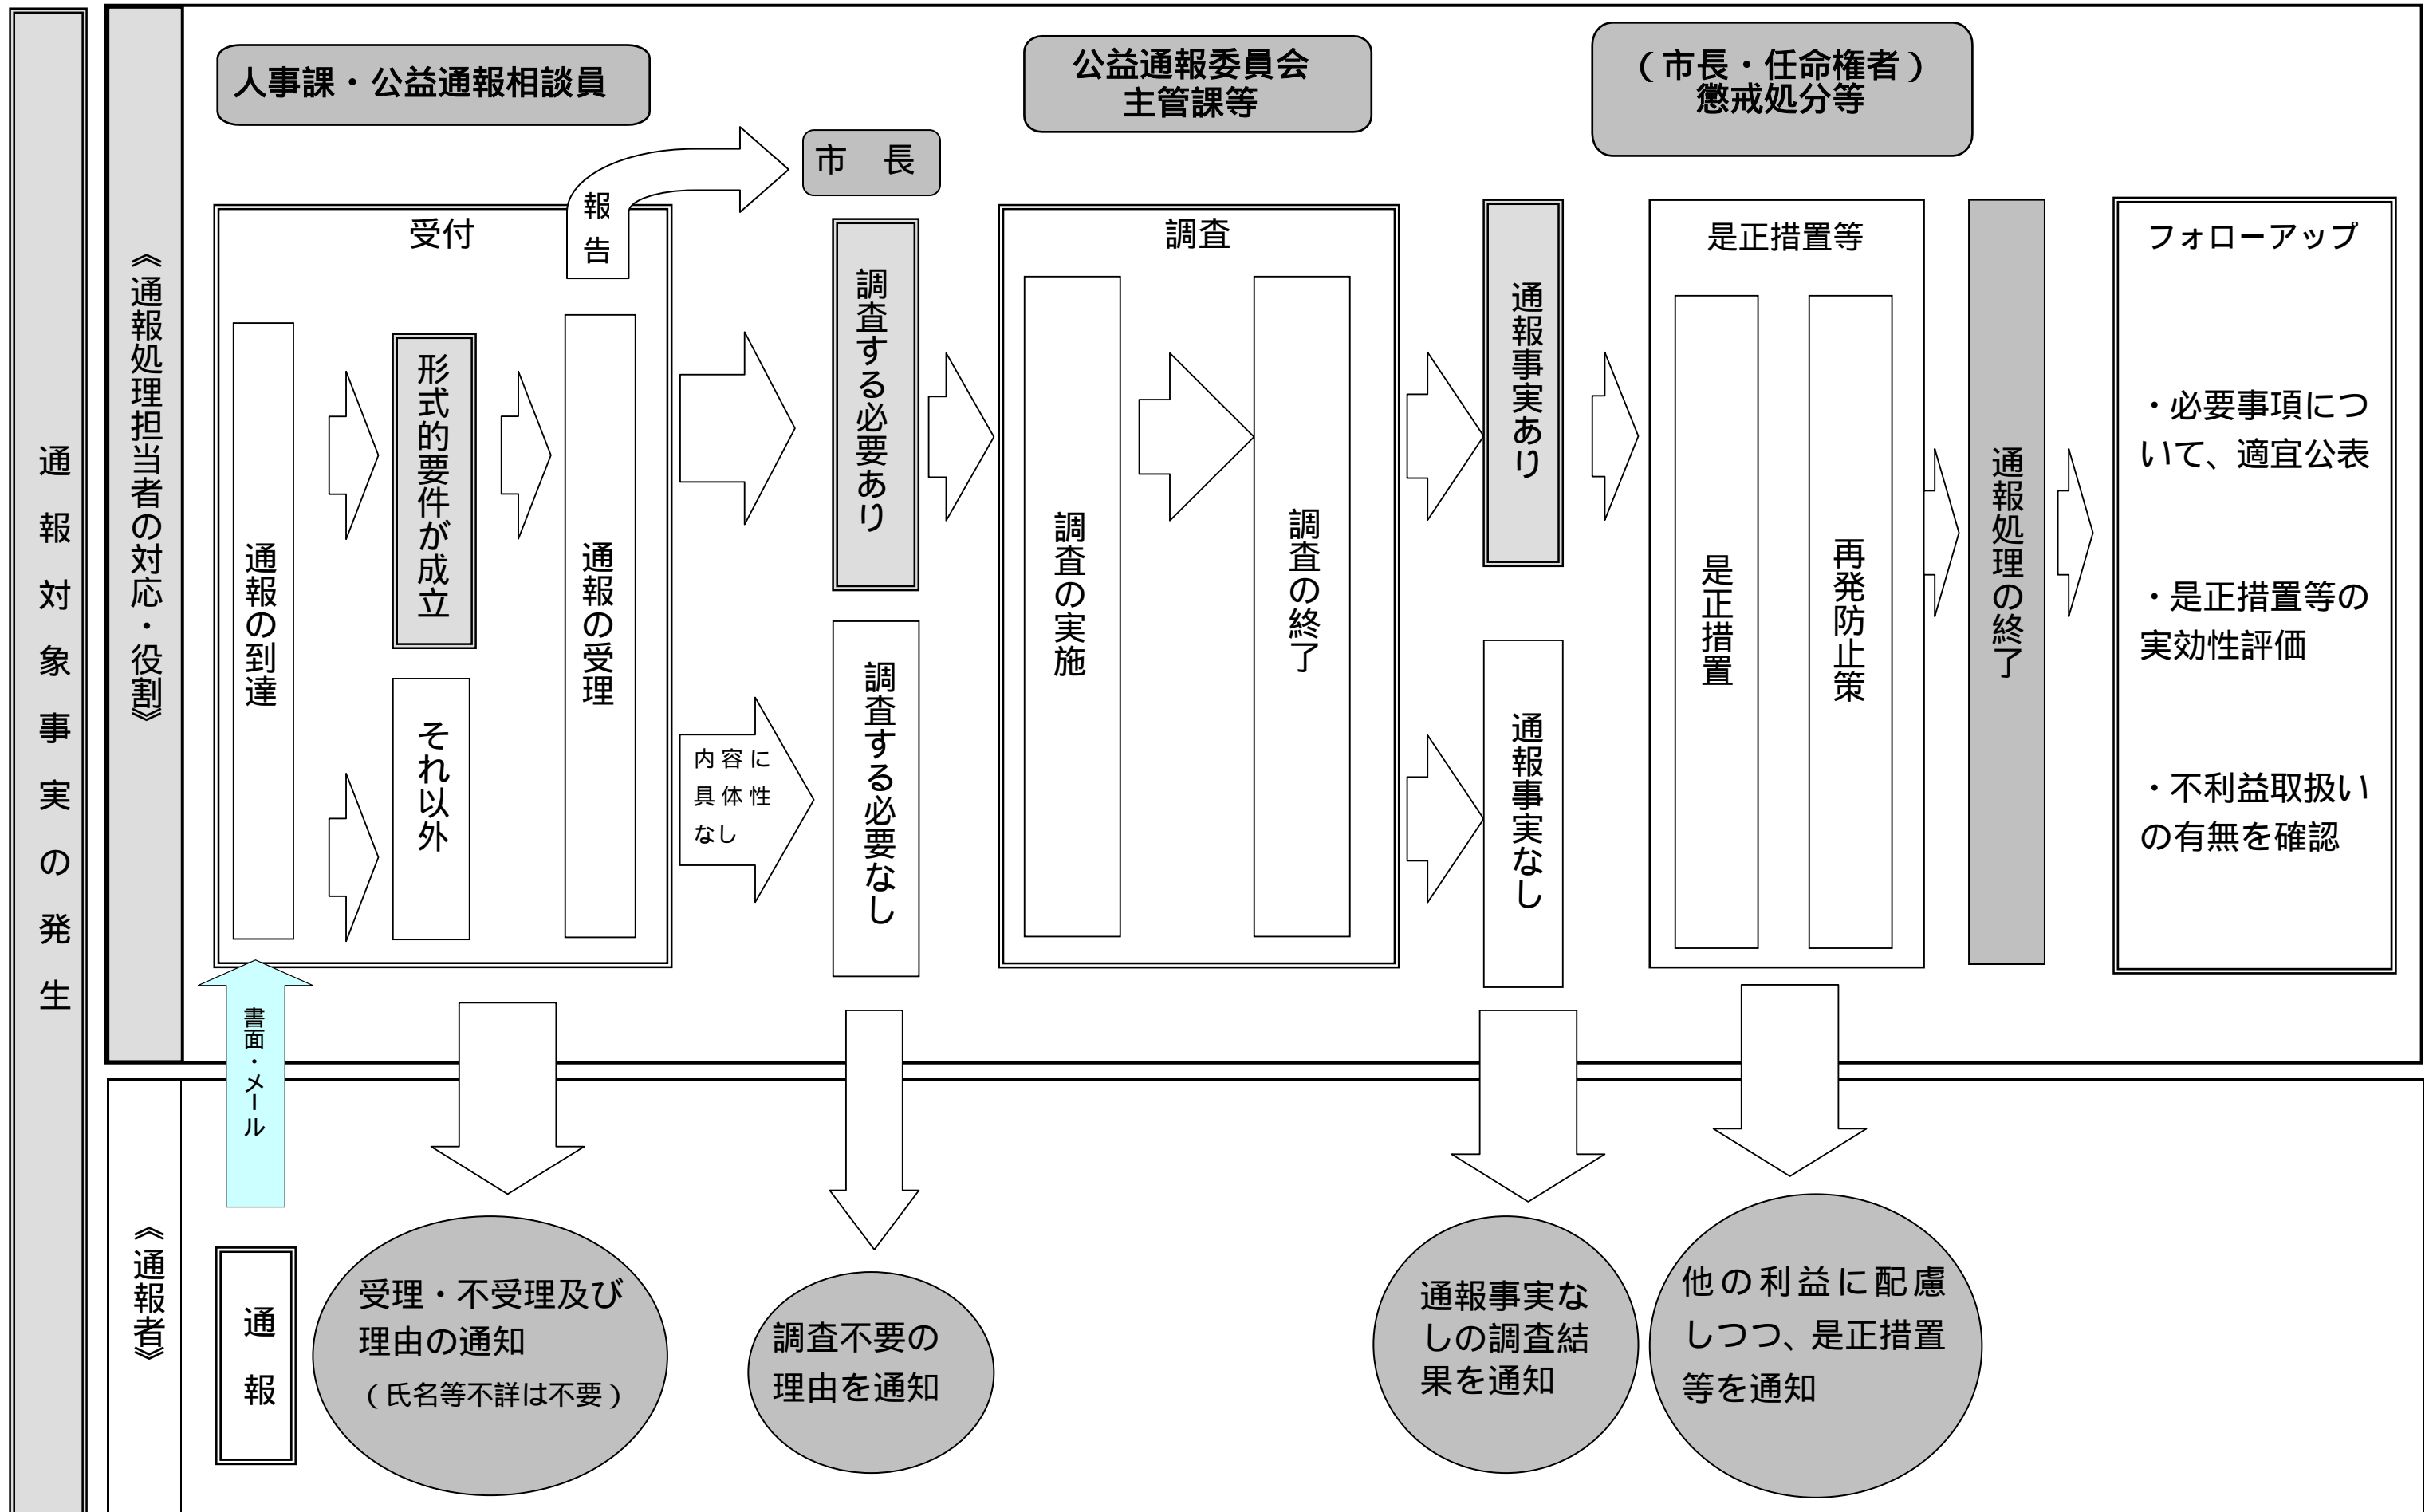 通報対象事実の発生
《通報処理担当者の対応・役割》
人事課・公益通報相談員
公益通報委員会
主管課等
（市長・任命権者）
懲戒処分等
市　長
報
告
受付
通報の到達
形式的要件が成立
それ以外
通報の受理
内容に
具体性
なし
調査する必要あり
調査する必要なし
調査
調査の実施
調査の終了
通報事実あり
通報事実なし
是正措置等
是正措置
再発防止策
通報処理の終了
フォローアップ
・必要事項につ
いて、適宜公表
・是正措置等の
実効性評価
・不利益取扱い
の有無を確認
書面・メール
《通報者》
通報
受理・不受理及び
理由の通知
（氏名等不詳は不要）
調査不要の
理由を通知
通報事実な
しの調査結
果を通知
他の利益に配慮
しつつ、是正措置
等を通知